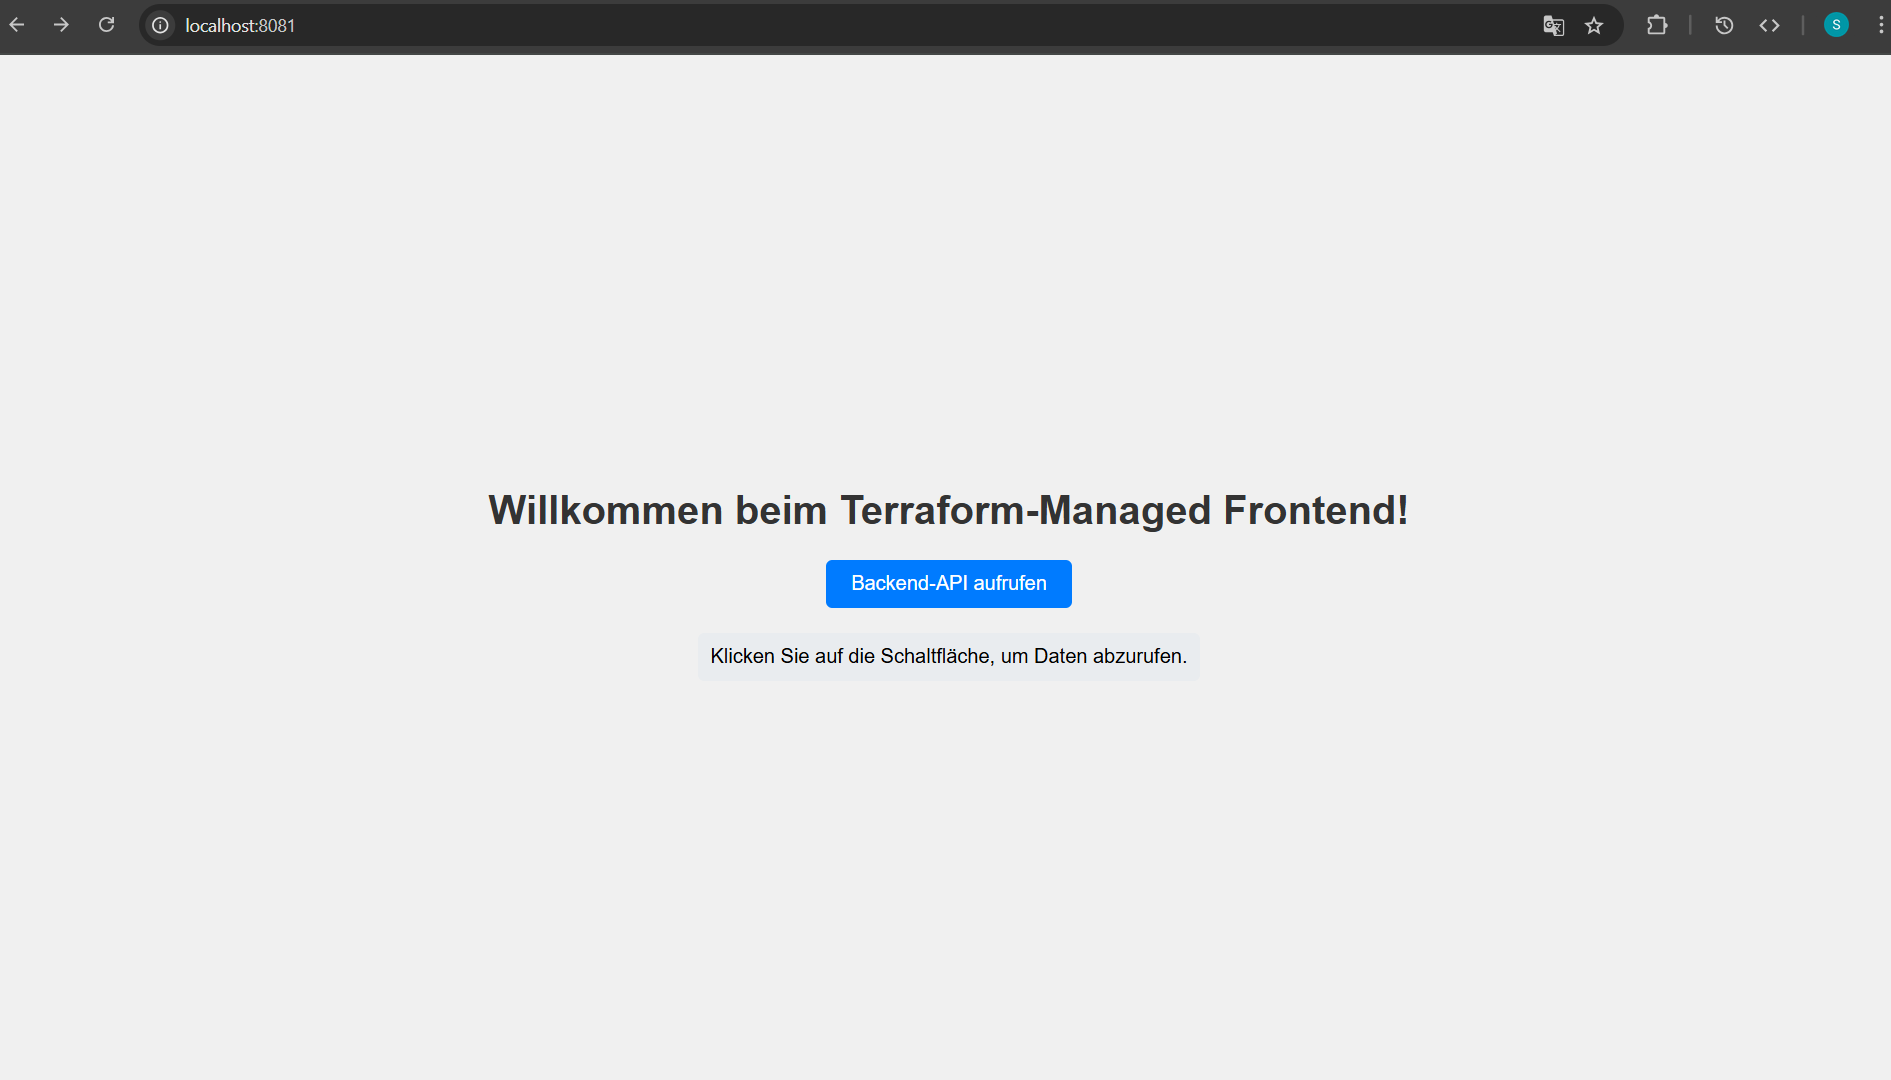 localhost:8081
S
Willkommen beim Terraform-Managed Frontend!
Backend-API aufrufen
Klicken Sie auf die Schaltfläche, um Daten abzurufen.